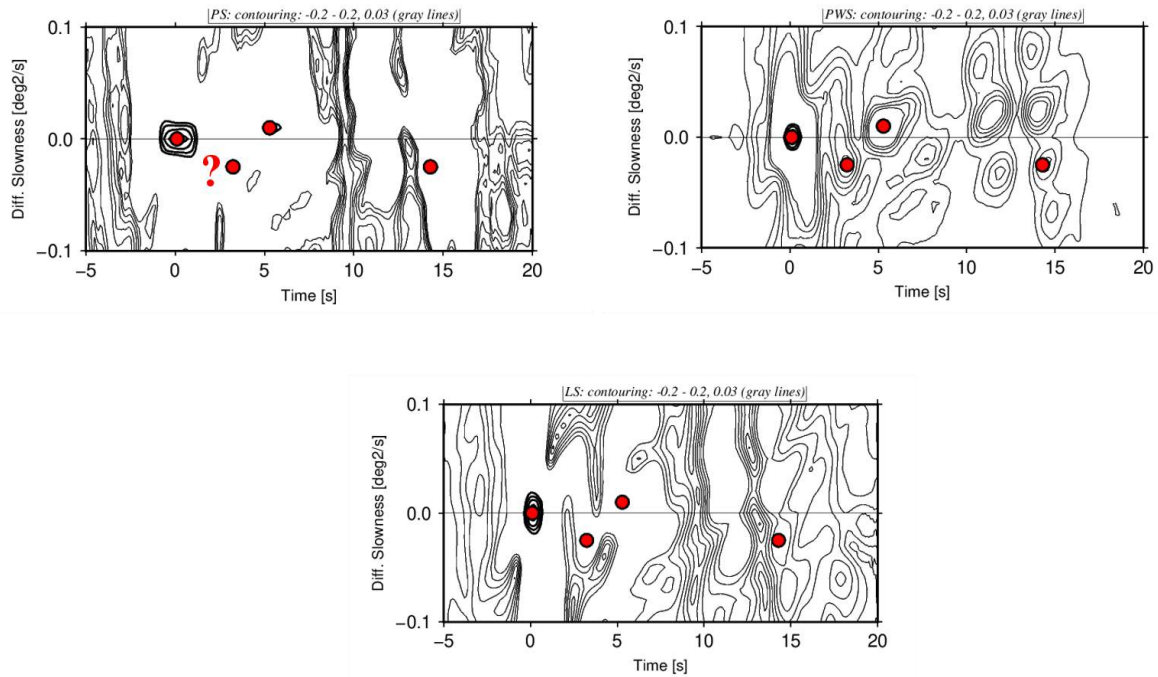 PS: contouring: -0.2 - 0.2, 0.03 (gray lines)
0.1
0.0
−0.1
Diff. Slowness [deg2/s]
?
−5 0 5 10 15 20
Time [s]
PWS: contouring: -0.2 - 0.2, 0.03 (gray lines)
0.1
0.0
−0.1
Diff. Slowness [deg2/s]
−5 0 5 10 15 20
Time [s]
LS: contouring: -0.2 - 0.2, 0.03 (gray lines)
0.1
0.0
−0.1
Diff. Slowness [deg2/s]
−5 0 5 10 15 20
Time [s]